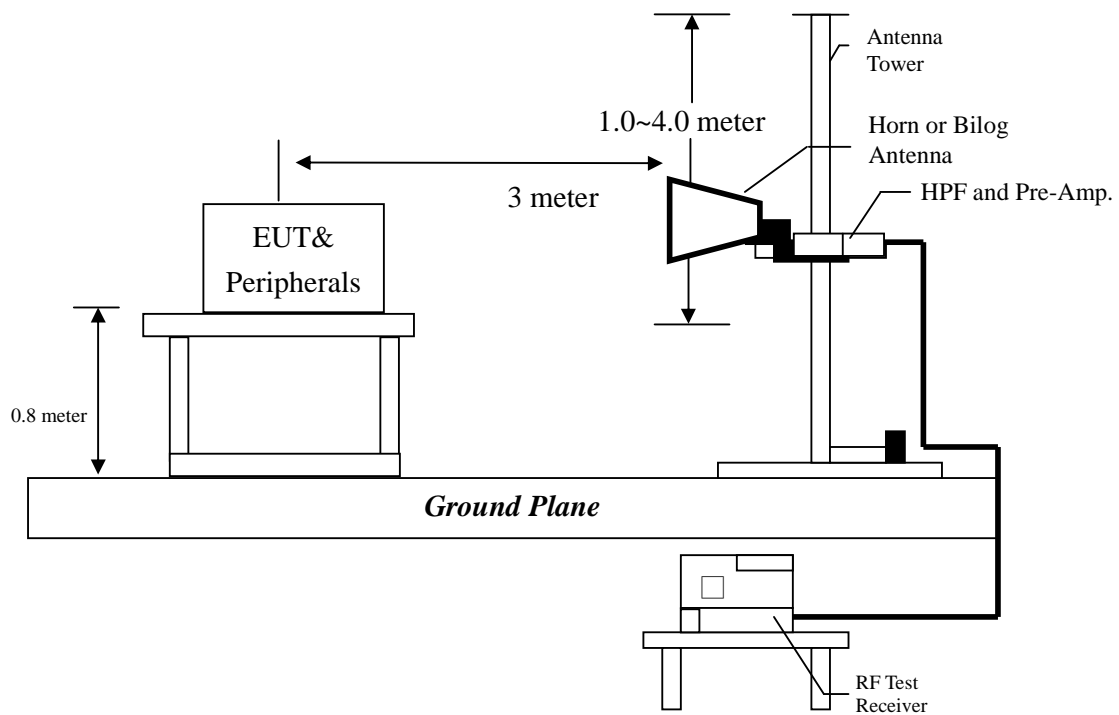 Antenna
Tower
1.0~4.0 meter
Horn or Bilog
Antenna
3 meter
HPF and Pre-Amp.
EUT&
Peripherals
0.8 meter
Ground Plane
RF Test
Receiver